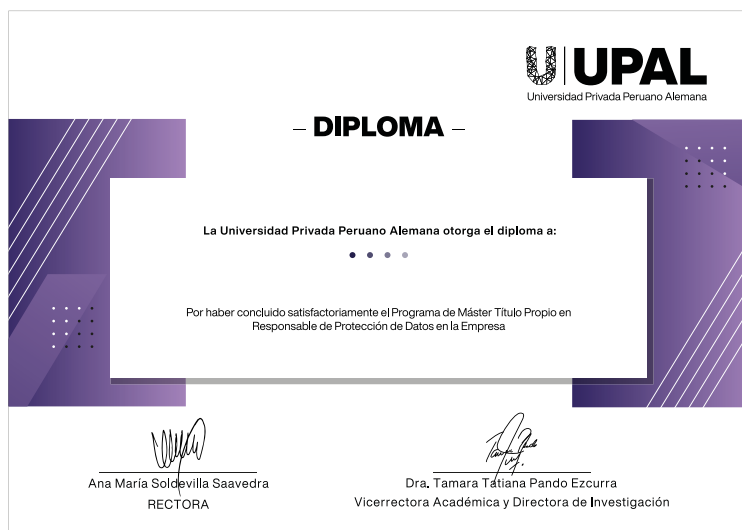 UPAL
Universidad Privada Peruano Alemana
– DIPLOMA –
La Universidad Privada Peruano Alemana otorga el diploma a:
Por haber concluido satisfactoriamente el Programa de Máster Título Propio en
Responsable de Protección de Datos en la Empresa
Ana María Soldevilla Saavedra
RECTORA
Dra. Tamara Tatiana Pando Ezcurra
Vicerrectora Académica y Directora de Investigación